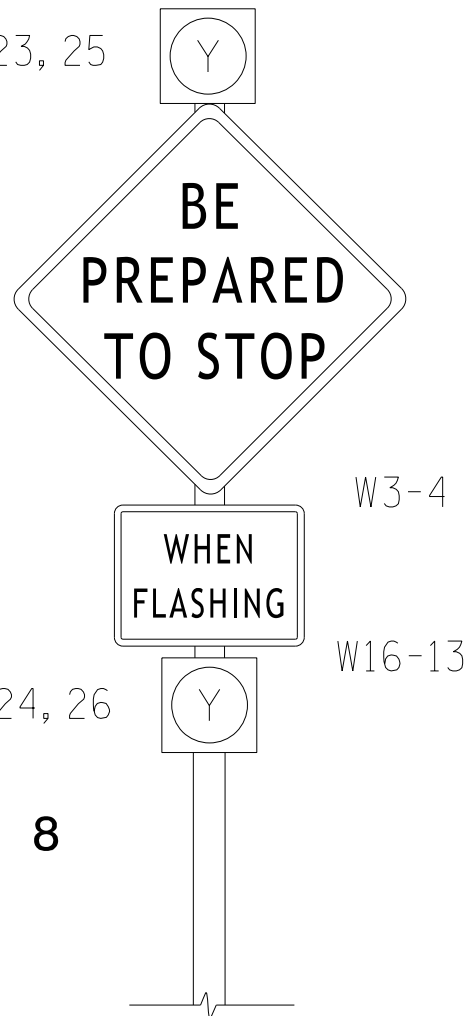 23, 25
Y
BE
PREPARED
TO STOP
W3-4
WHEN
FLASHING
W16-13
24, 26
Y
8